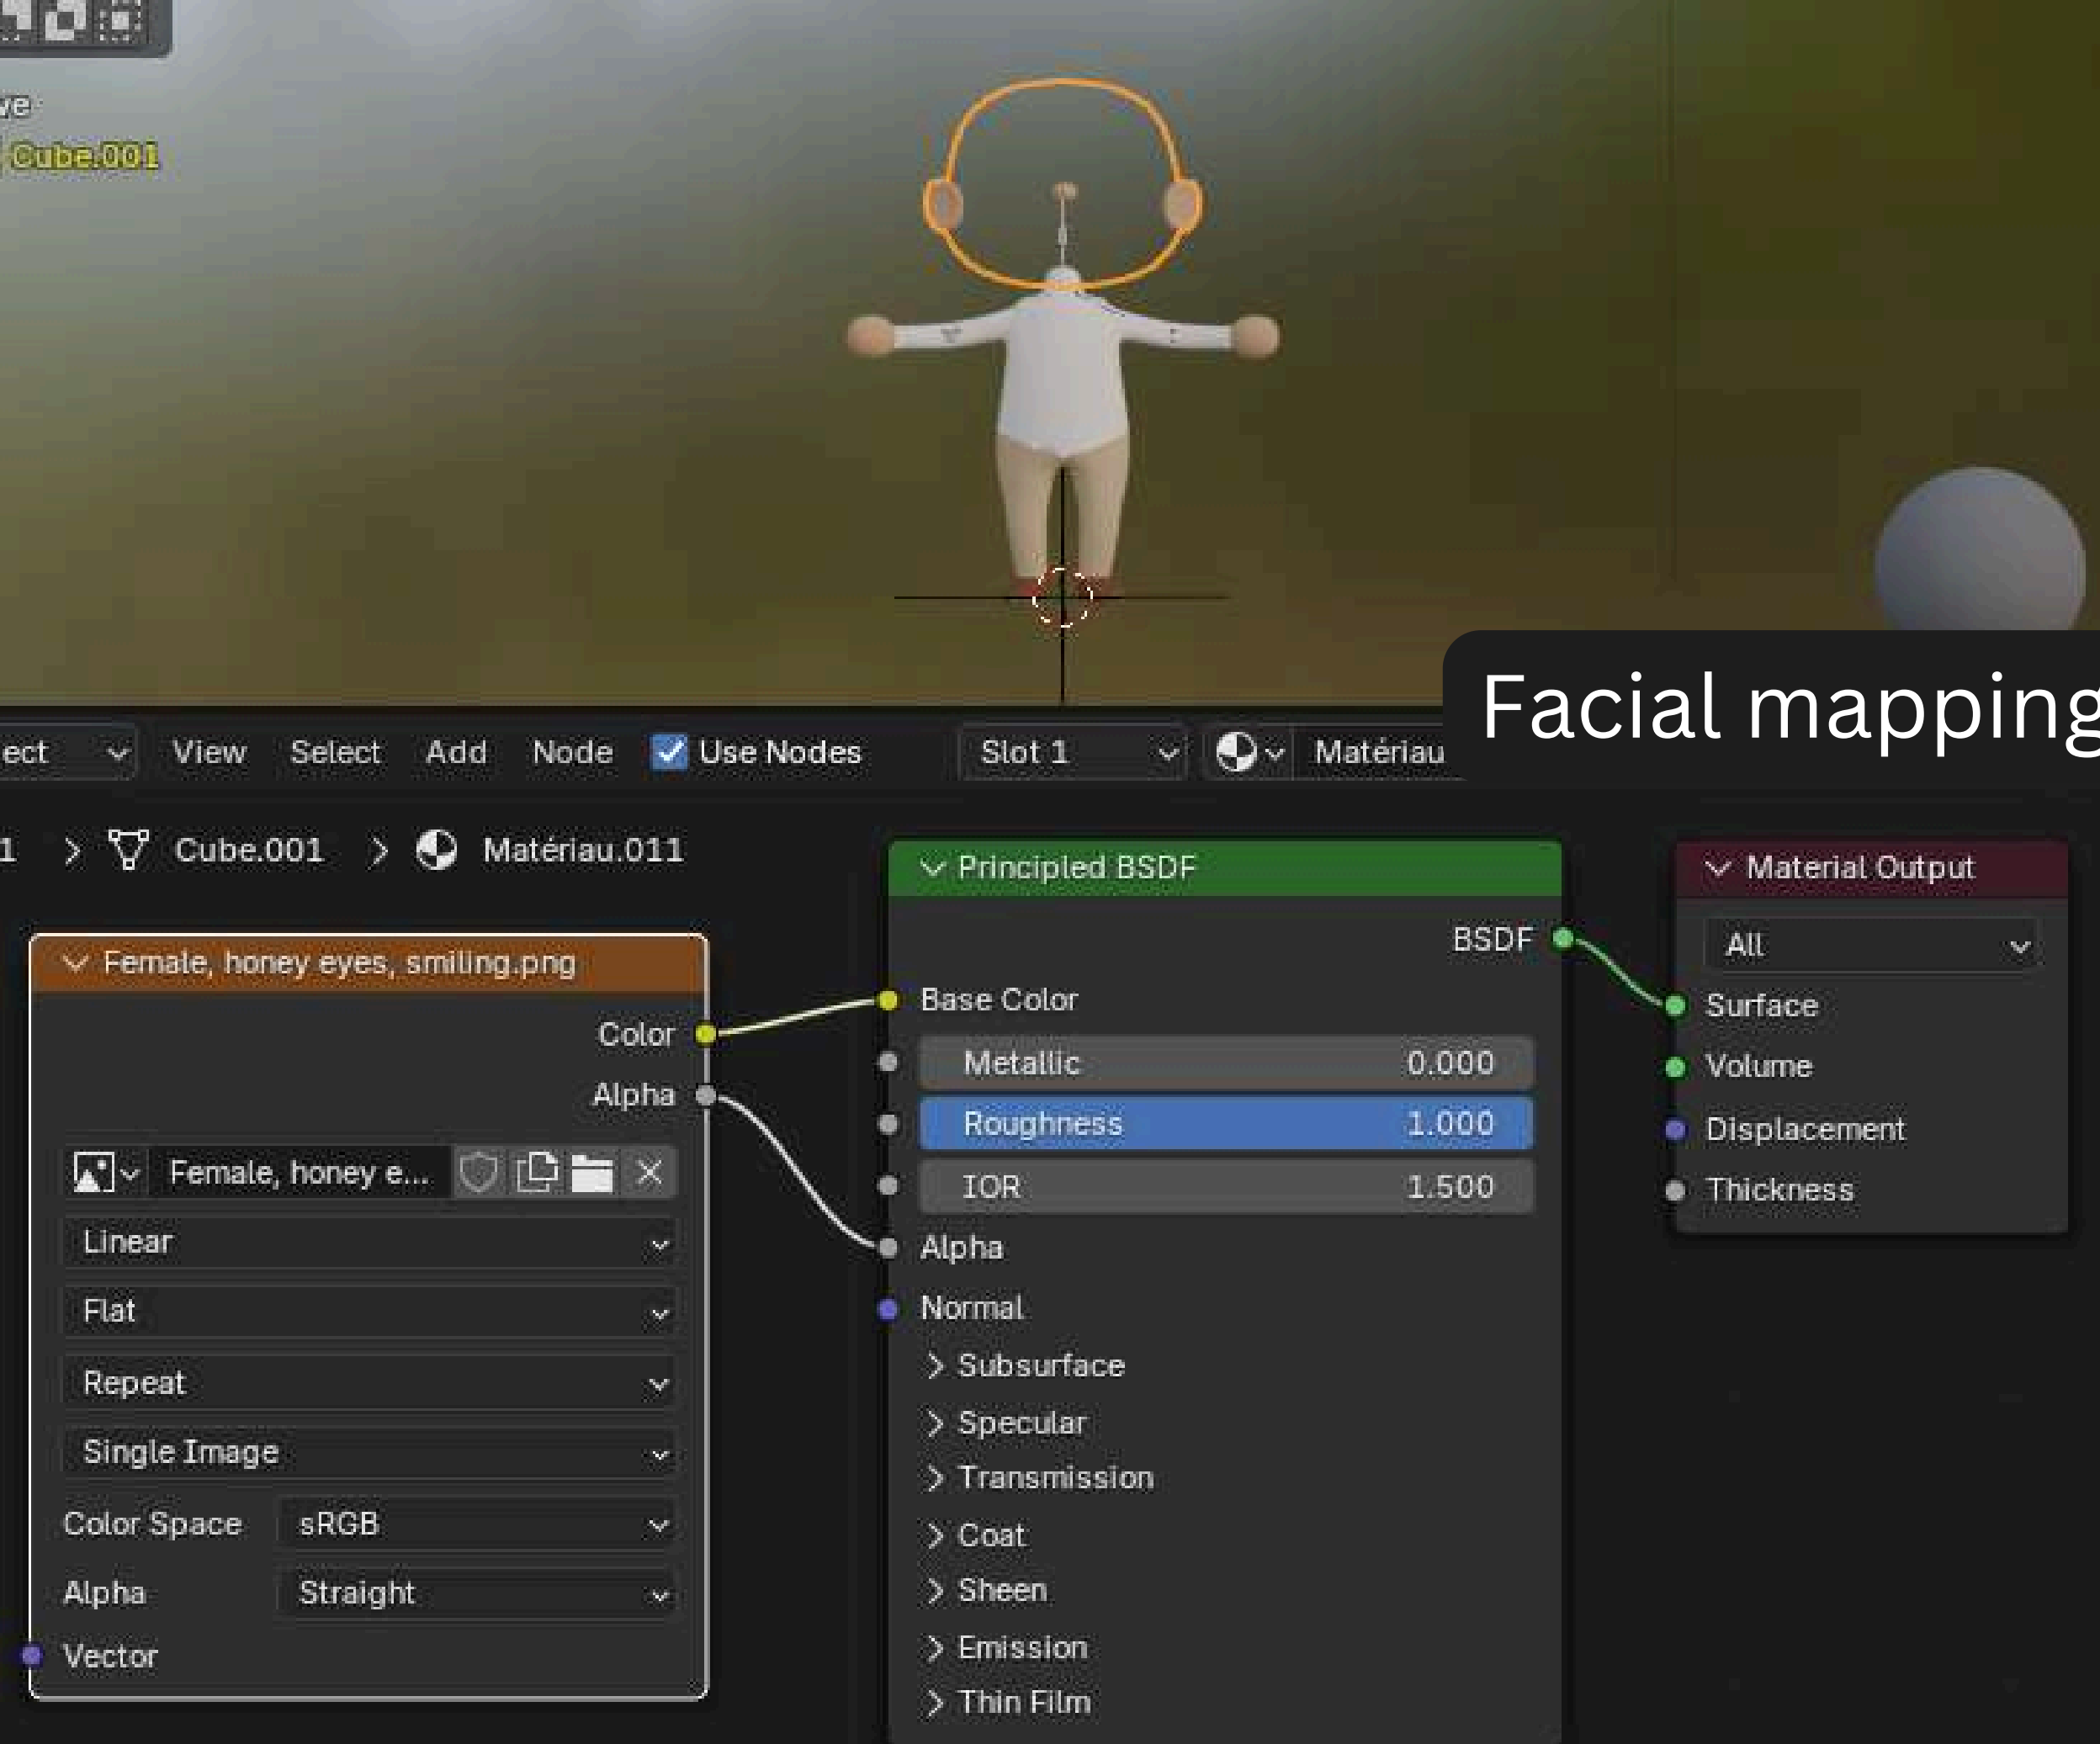 Cube.001
Facial mapping
View Select Add Node Use Nodes Slot 1 Matériau
1 > Cube.001 > Matériau.011
Female, honey eyes, smiling.png
Color
Alpha
Female, honey e...
Linear
Flat
Repeat
Single Image
Color Space sRGB
Alpha Straight
Vector
Principled BSDF
BSDF
Base Color
Metallic 0.000
Roughness 1.000
IOR 1.500
Alpha
Normal
Subsurface
Specular
Transmission
Coat
Sheen
Emission
Thin Film
Material Output
All
Surface
Volume
Displacement
Thickness